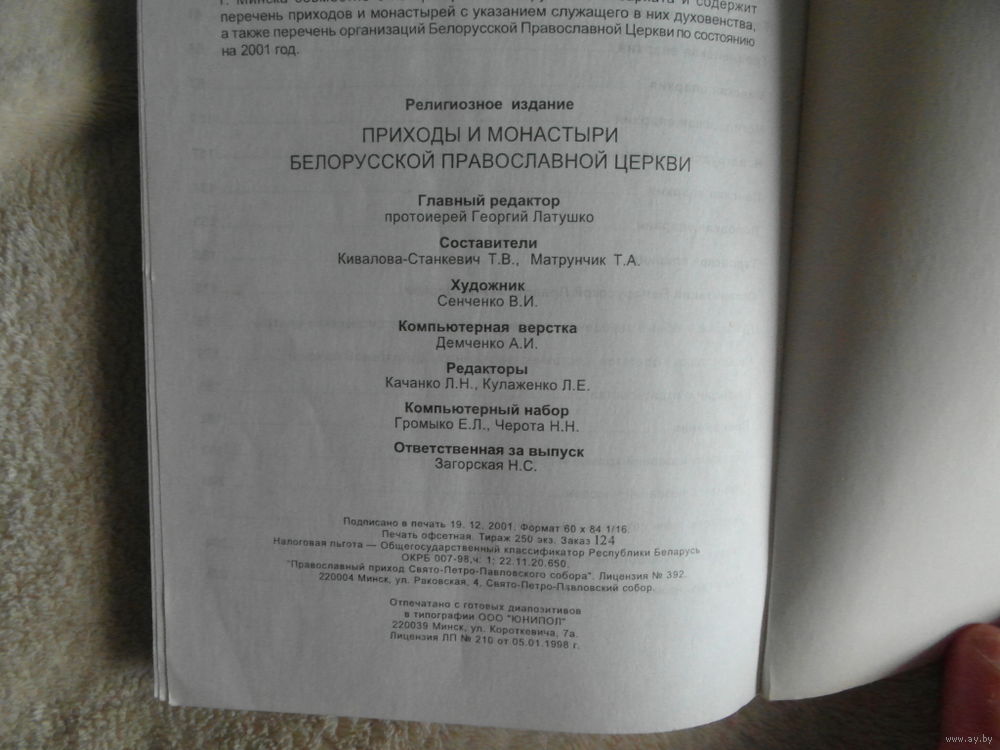 перечень приходов и монастырей с указанием служащего в них духовенства,
а также перечень организаций Белорусской Православной Церкви по состоянию
на 2001 год.
Религиозное издание
ПРИХОДЫ И МОНАСТЫРИ
БЕЛОРУССКОЙ ПРАВОСЛАВНОЙ ЦЕРКВИ
Главный редактор
протоиерей Георгий Латушко
Составители
Кивалова-Станкевич Т.В., Матрунчик Т.А.
Художник
Сенченко В.И.
Компьютерная верстка
Демченко А.И.
Редакторы
Качанко Л.Н., Кулаженко Л.Е.
Компьютерный набор
Громыко Е.Л., Черота Н.Н.
Ответственная за выпуск
Загорская Н.С.
Подписано в печать 19. 12. 2001. Формат 60 х 84 1/16.
Печать офсетная. Тираж 250 экз. Заказ 124
Налоговая льгота — Общегосударственный классификатор Республики Беларусь
ОКРБ 007-98,ч: 1; 22.11.20.650.
"Православный приход Свято-Петро-Павловского собора". Лицензия № 392.
220004 Минск, ул. Раковская, 4. Свято-Петро-Павловский собор.
Отпечатано с готовых диапозитивов
в типографии ООО "ЮНИПОЛ"
220039 Минск, ул. Короткевича, 7а.
Лицензия ЛП № 210 от 05.01.1998 г.
www.ay.by